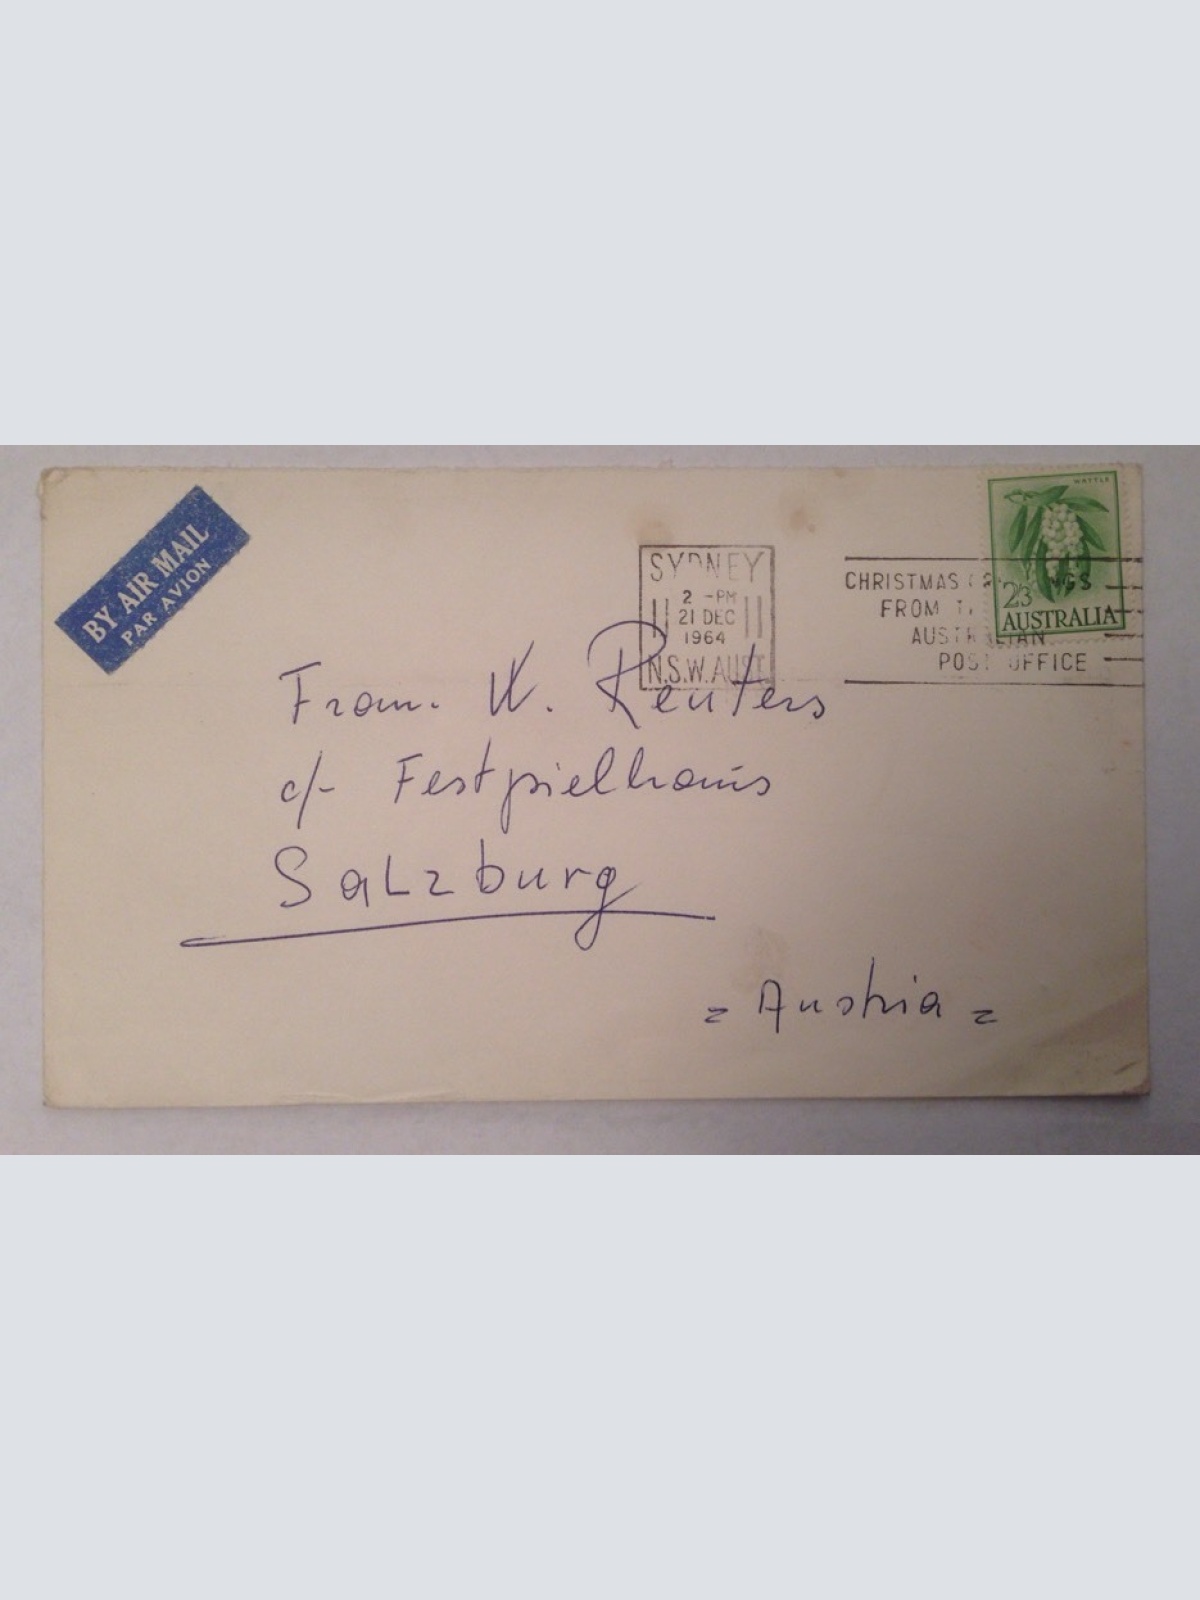 BY AIR MAIL
PAR AVION
SYDNEY
2 -PM
21 DEC
1964
N.S.W. AUST.
CHRISTMAS
FROM
AUSTRALIAN
POST OFFICE
WATTLE
2/3
AUSTRALIA
Reuters
c/- Festspielhaus
Salzburg
= Austria =